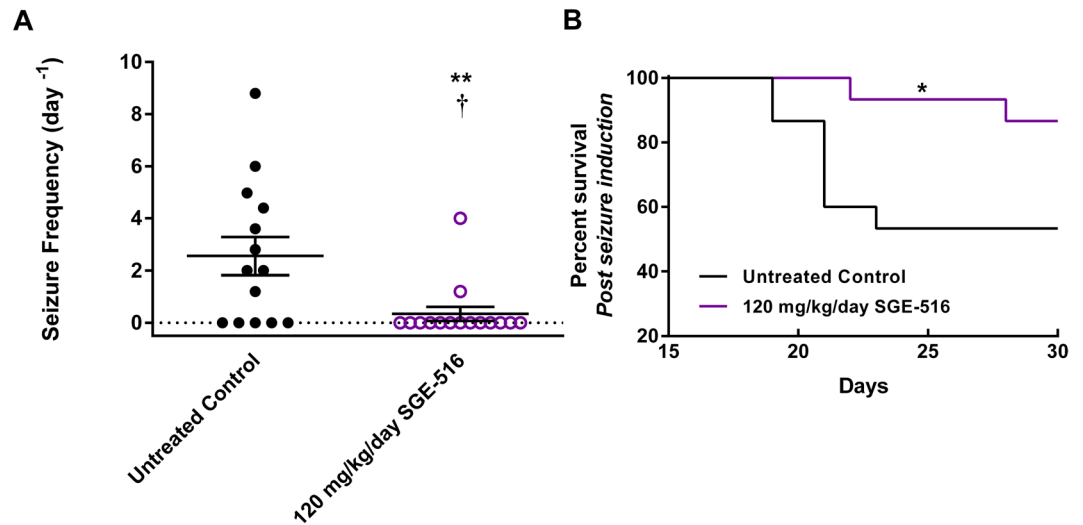 A
Seizure Frequency (day -1)
10
8
6
4
2
0
**
†
Untreated Control
120 mg/kg/day SGE-516
B
Percent survival
Post seizure induction
100
80
60
40
20
*
Untreated Control
120 mg/kg/day SGE-516
15
20
25
30
Days